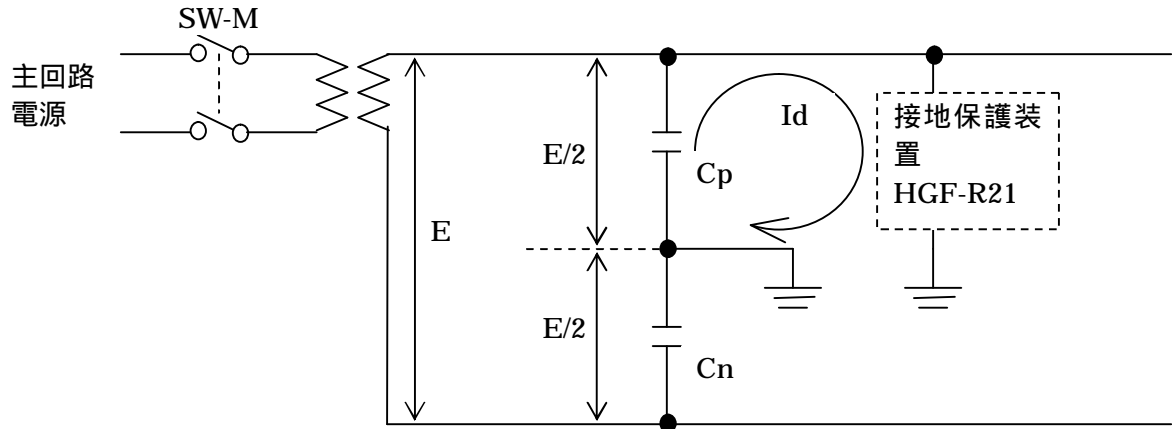 SW-M
主回路
電源
E
E/2
E/2
Cp
Cn
Id
接地保護装
置
HGF-R21